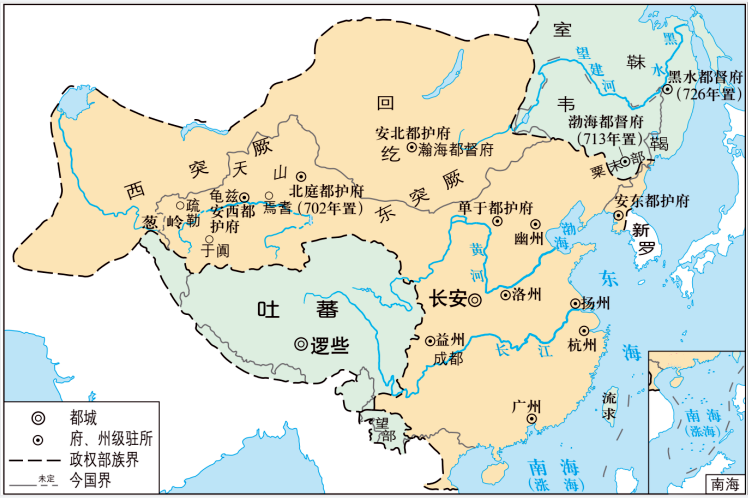 室
韦
望
建
河
黑
水
靺
鞨
黑水都督府
(726年置)
渤海都督府
(713年置)
粟末部
回
纥
安北都护府
瀚海都督府
西突厥
天山
北庭都护府
(702年置)
东突厥
龟兹
安西都
护府
焉耆
疏
勒
葱岭
于阗
单于都护府
幽州
安东都护府
新
罗
渤
海
黄
河
吐蕃
逻些
长安
洛州
扬州
杭州
益州
成都
长江
东
海
流
求
广州
望
部
南海
(涨海)
南海
(涨海)
南海
都城
府、州级驻所
政权部族界
未定
今国界